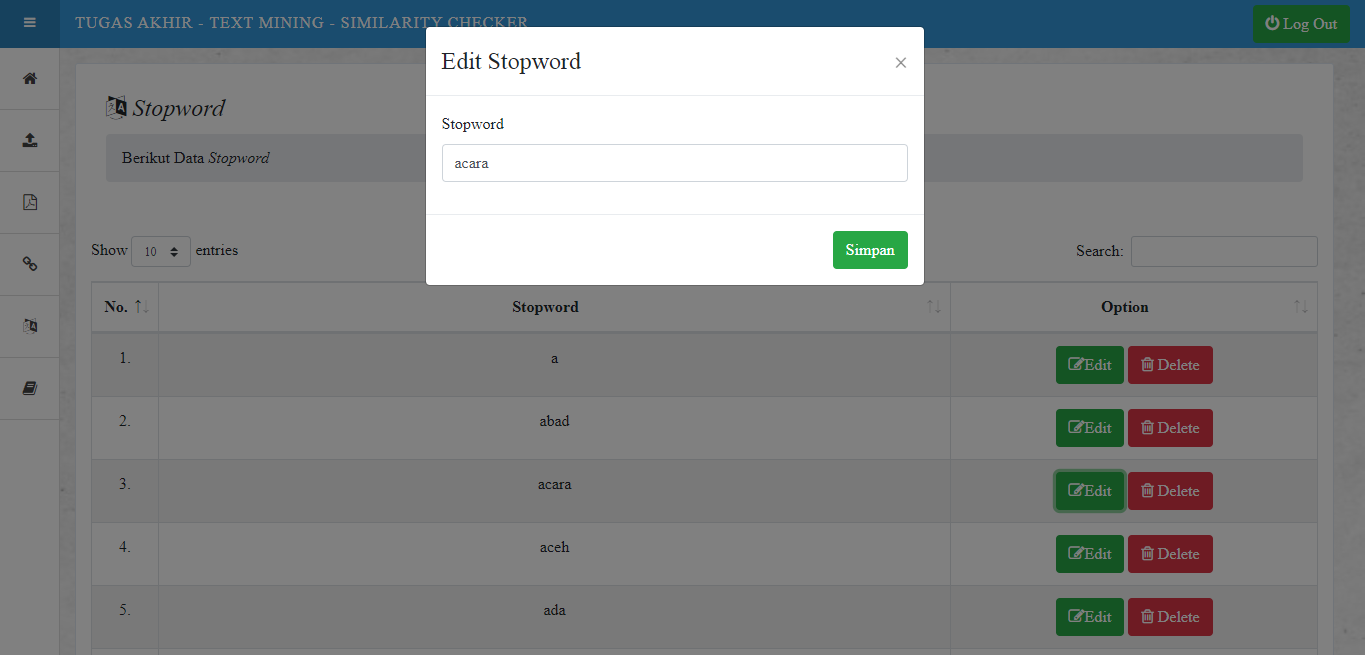 TUGAS AKHIR - TEXT MINING - SIMILARITY CHECKER
Log Out
Edit Stopword
×
Stopword
acara
Simpan
Stopword
Berikut Data Stopword
Show 10 entries
Search:
No. Stopword Option
1. a Edit Delete
2. abad Edit Delete
3. acara Edit Delete
4. aceh Edit Delete
5. ada Edit Delete